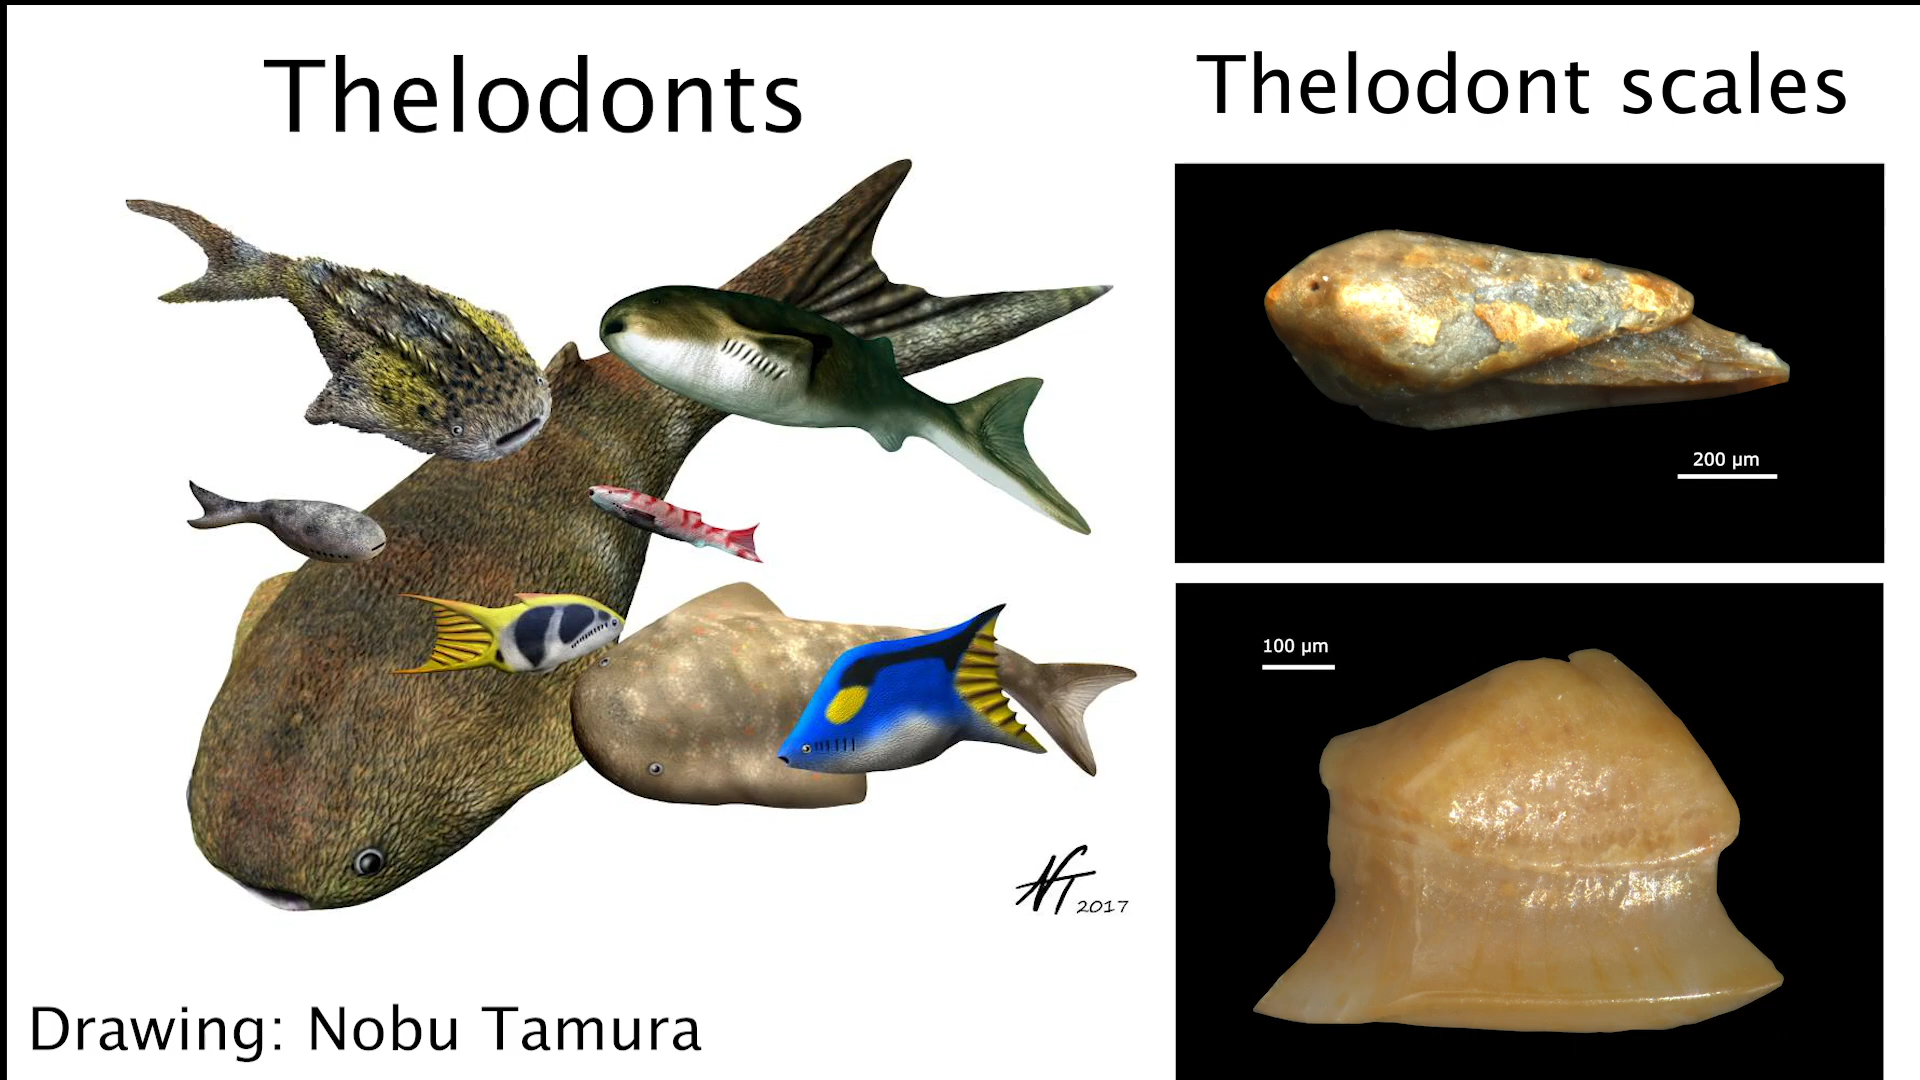 Thelodonts
Thelodont scales
200 µm
100 µm
NT 2017
Drawing: Nobu Tamura